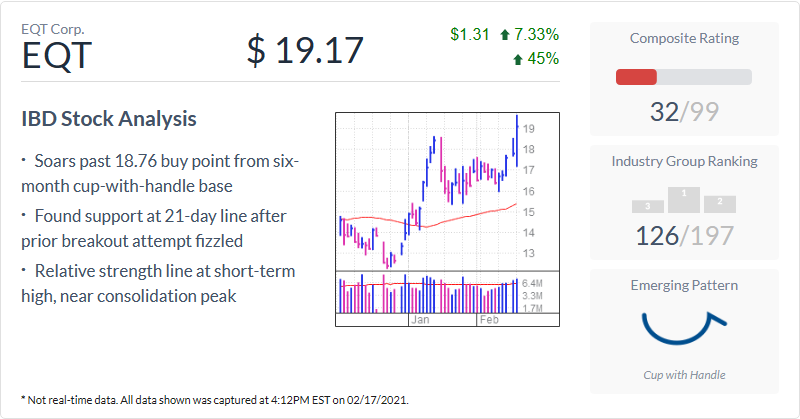 EQT Corp.
EQT
$ 19.17
$1.31 7.33%
45%
IBD Stock Analysis
· Soars past 18.76 buy point from six-
month cup-with-handle base
· Found support at 21-day line after
prior breakout attempt fizzled
· Relative strength line at short-term
high, near consolidation peak
19
18
17
16
15
14
13
6.4M
3.3M
1.7M
Jan
Feb
Composite Rating
32/99
Industry Group Ranking
3
1
2
126/197
Emerging Pattern
Cup with Handle
* Not real-time data. All data shown was captured at 4:12PM EST on 02/17/2021.